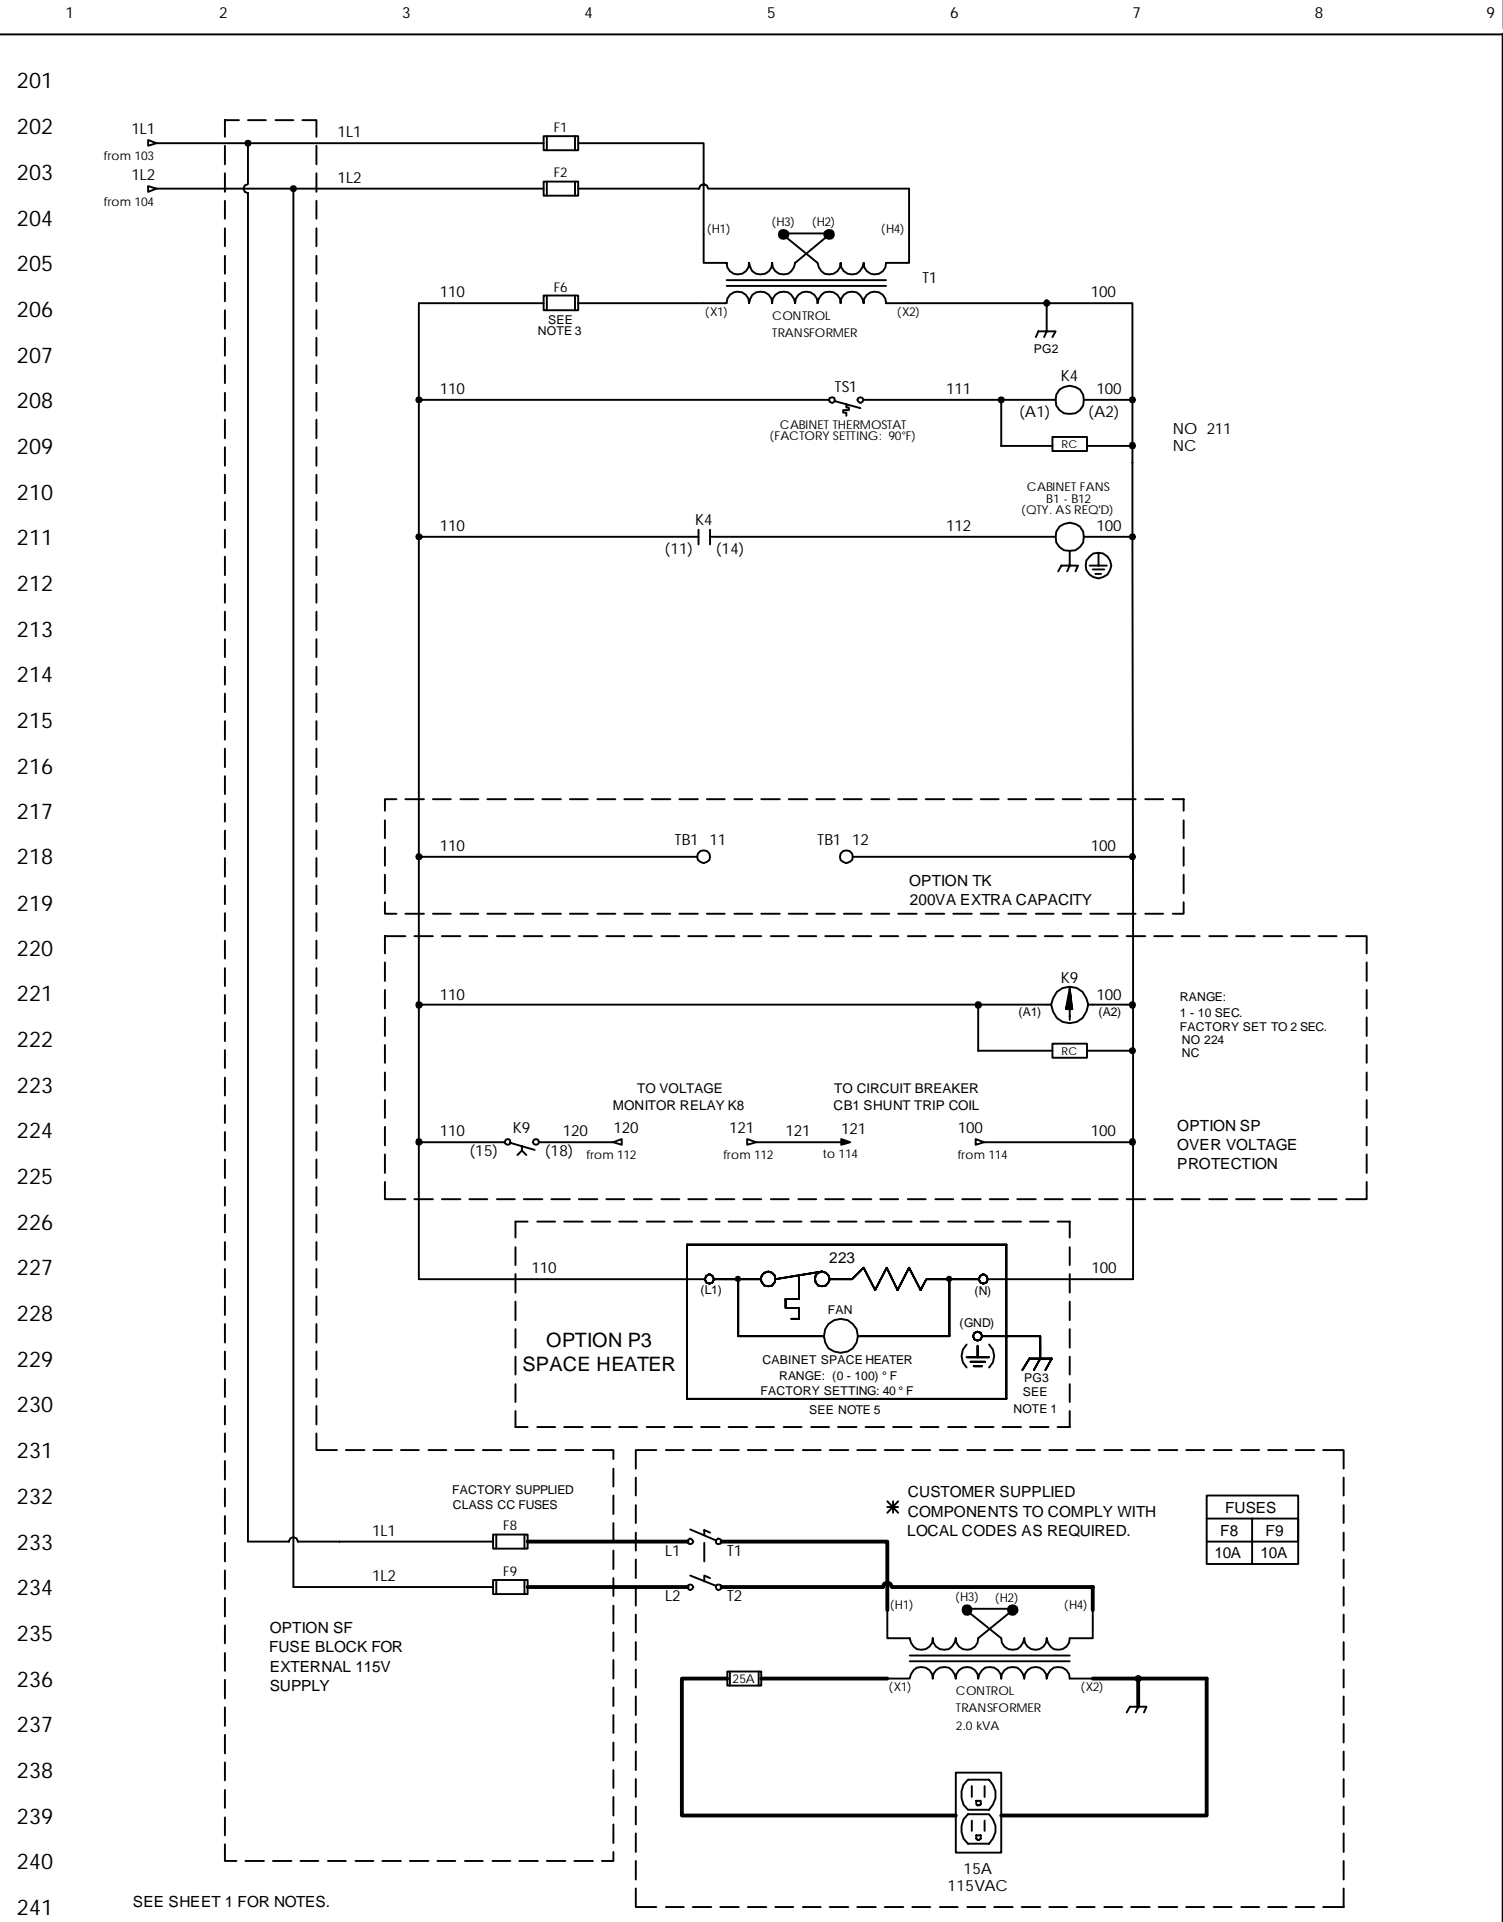 1 2 3 4 5 6 7 8 9
201
202
1L1
1L1
F1
from 103
203
1L2
1L2
F2
from 104
204
(H1)
(H3)
(H2)
(H4)
205
T1
206
110
F6
SEE
NOTE 3
(X1)
CONTROL
TRANSFORMER
(X2)
100
207
PG2
208
110
TS1
111
K4
100
(A1)
(A2)
CABINET THERMOSTAT
(FACTORY SETTING: 90°F)
209
RC
NO 211
NC
210
CABINET FANS
B1 - B12
(QTY. AS REQ'D)
211
110
K4
(11)
(14)
112
100
212
213
214
215
216
217
218
110
TB1 11
TB1 12
100
OPTION TK
200VA EXTRA CAPACITY
219
220
221
110
K9
100
(A1)
(A2)
RANGE:
1 - 10 SEC.
FACTORY SET TO 2 SEC.
NO 224
NC
222
RC
223
TO VOLTAGE
MONITOR RELAY K8
TO CIRCUIT BREAKER
CB1 SHUNT TRIP COIL
224
110
K9
120
120
121
121
121
100
100
(15)
(18)
from 112
from 112
to 114
from 114
OPTION SP
OVER VOLTAGE
PROTECTION
225
226
227
110
223
100
(L1)
(N)
228
FAN
(GND)
OPTION P3
SPACE HEATER
229
CABINET SPACE HEATER
RANGE: (0 - 100) ° F
FACTORY SETTING: 40 ° F
SEE NOTE 5
PG3
SEE
NOTE 1
230
231
232
FACTORY SUPPLIED
CLASS CC FUSES
CUSTOMER SUPPLIED
COMPONENTS TO COMPLY WITH
LOCAL CODES AS REQUIRED.
FUSES
F8 F9
10A 10A
233
1L1
F8
L1
T1
234
1L2
F9
L2
T2
(H1)
(H3)
(H2)
(H4)
235
OPTION SF
FUSE BLOCK FOR
EXTERNAL 115V
SUPPLY
236
25A
(X1)
CONTROL
TRANSFORMER
2.0 kVA
(X2)
237
238
239
240
15A
115VAC
241
SEE SHEET 1 FOR NOTES.